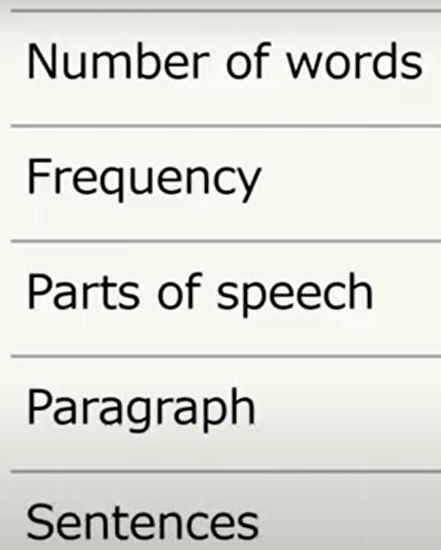 Number of words
Frequency
Parts of speech
Paragraph
Sentences